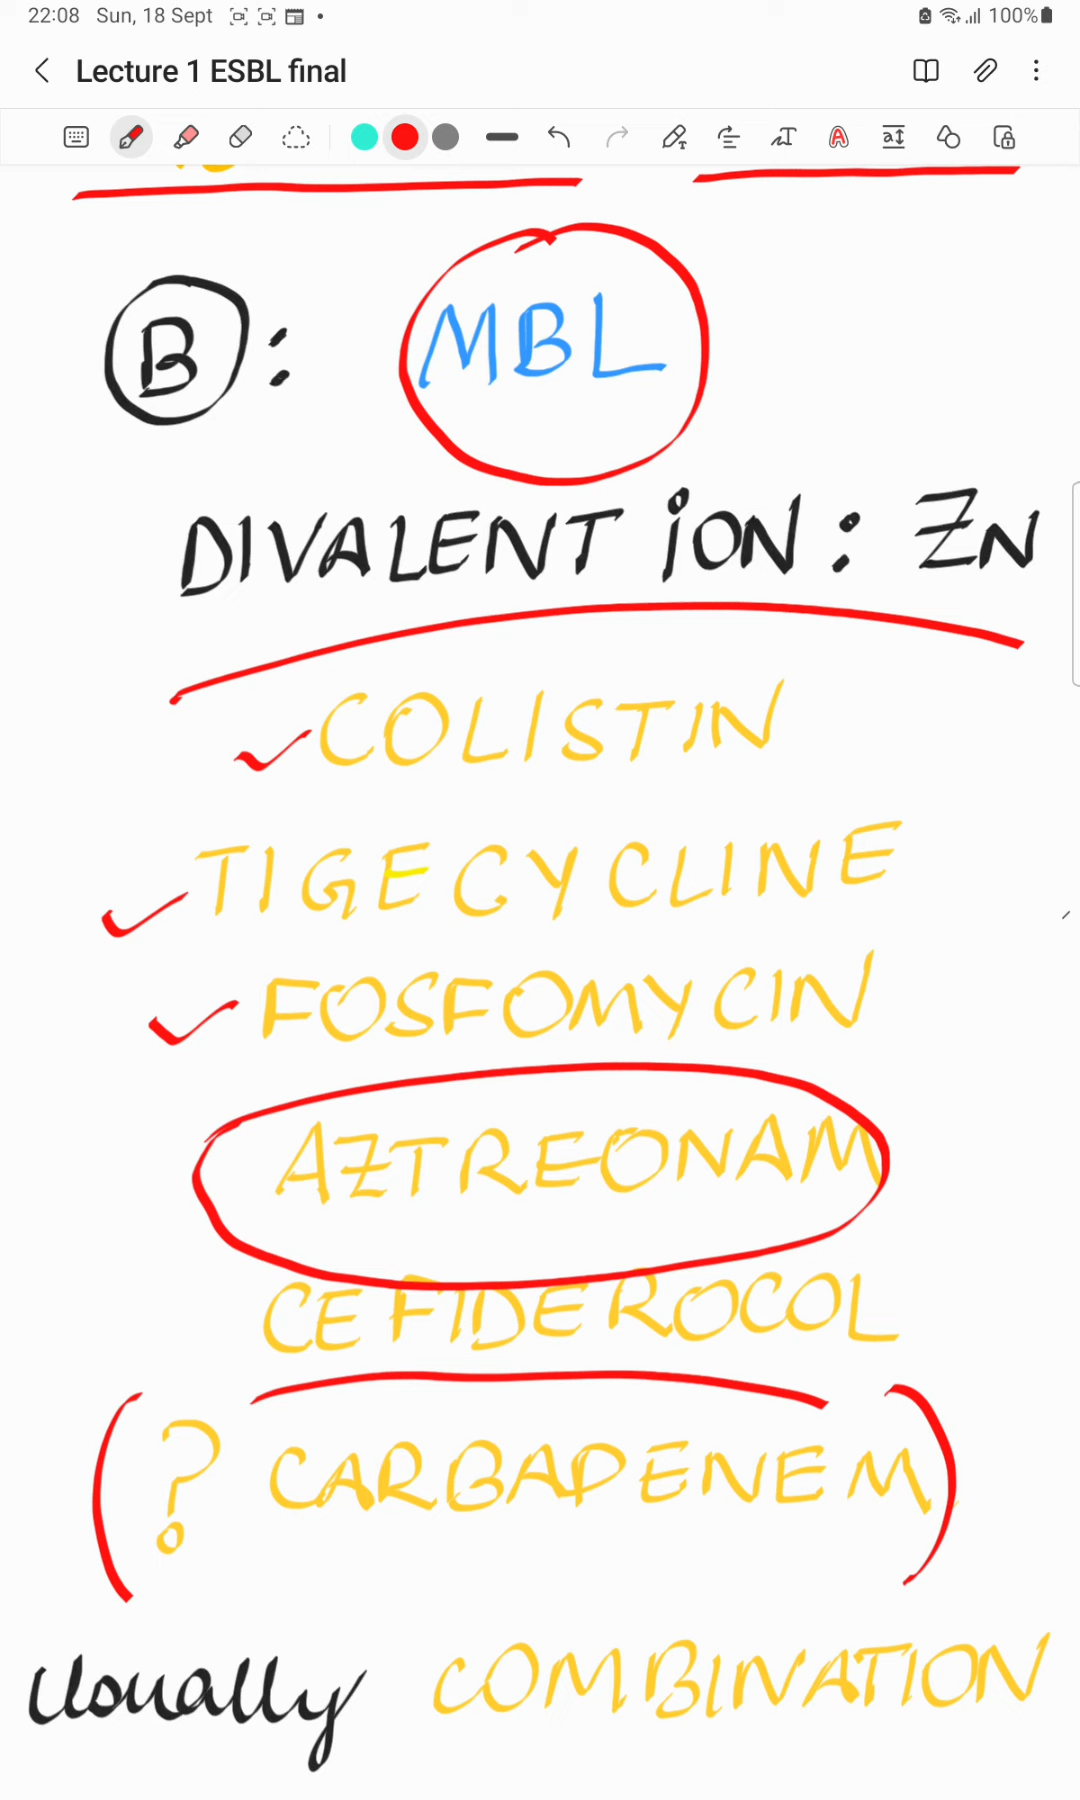 22:08 Sun, 18 Sept 100%
Lecture 1 ESBL final
B : MBL
DIVALENT iON : ZN
COLISTIN
TIGECYCLINE
FOSFOMYCIN
AZTREONAM
CEFIDEROCOL
(? CARBAPENEM)
Usually COMBINATION